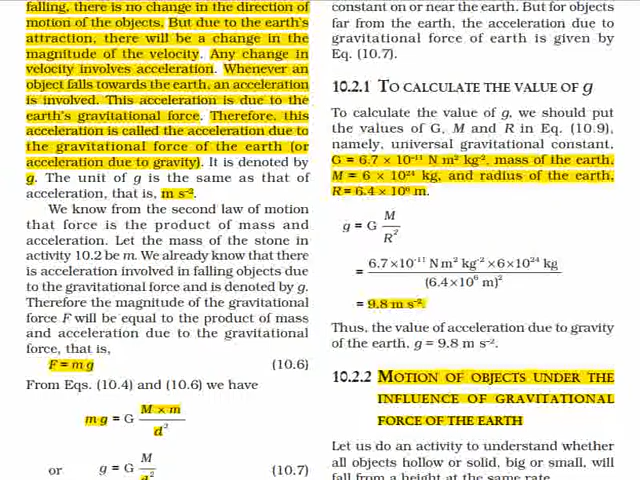 falling, there is no change in the direction of
motion of the objects. But due to the earth's
attraction, there will be a change in the
magnitude of the velocity. Any change in
velocity involves acceleration. Whenever an
object falls towards the earth, an acceleration
is involved. This acceleration is due to the
earth's gravitational force. Therefore, this
acceleration is called the acceleration due to
the gravitational force of the earth (or
acceleration due to gravity). It is denoted by
g. The unit of g is the same as that of
acceleration, that is, m s⁻².
We know from the second law of motion
that force is the product of mass and
acceleration. Let the mass of the stone in
activity 10.2 be m. We already know that there
is acceleration involved in falling objects due
to the gravitational force and is denoted by g.
Therefore the magnitude of the gravitational
force F will be equal to the product of mass
and acceleration due to the gravitational
force, that is,
F = m g (10.6)
From Eqs. (10.4) and (10.6) we have
m g = G M × m / d²
or g = G M / d² (10.7)
constant on or near the earth. But for objects
far from the earth, the acceleration due to
gravitational force of earth is given by
Eq. (10.7).
10.2.1 TO CALCULATE THE VALUE OF g
To calculate the value of g, we should put
the values of G, M and R in Eq. (10.9),
namely, universal gravitational constant,
G = 6.7 × 10⁻¹¹ N m² kg⁻², mass of the earth,
M = 6 × 10²⁴ kg, and radius of the earth,
R = 6.4 × 10⁶ m.
g = G M / R²
= 6.7×10⁻¹¹ N m² kg⁻² ×6×10²⁴ kg / (6.4×10⁶ m)²
= 9.8 m s⁻².
Thus, the value of acceleration due to gravity
of the earth, g = 9.8 m s⁻².
10.2.2 MOTION OF OBJECTS UNDER THE
INFLUENCE OF GRAVITATIONAL
FORCE OF THE EARTH
Let us do an activity to understand whether
all objects hollow or solid, big or small, will
fall from a height at the same rate.